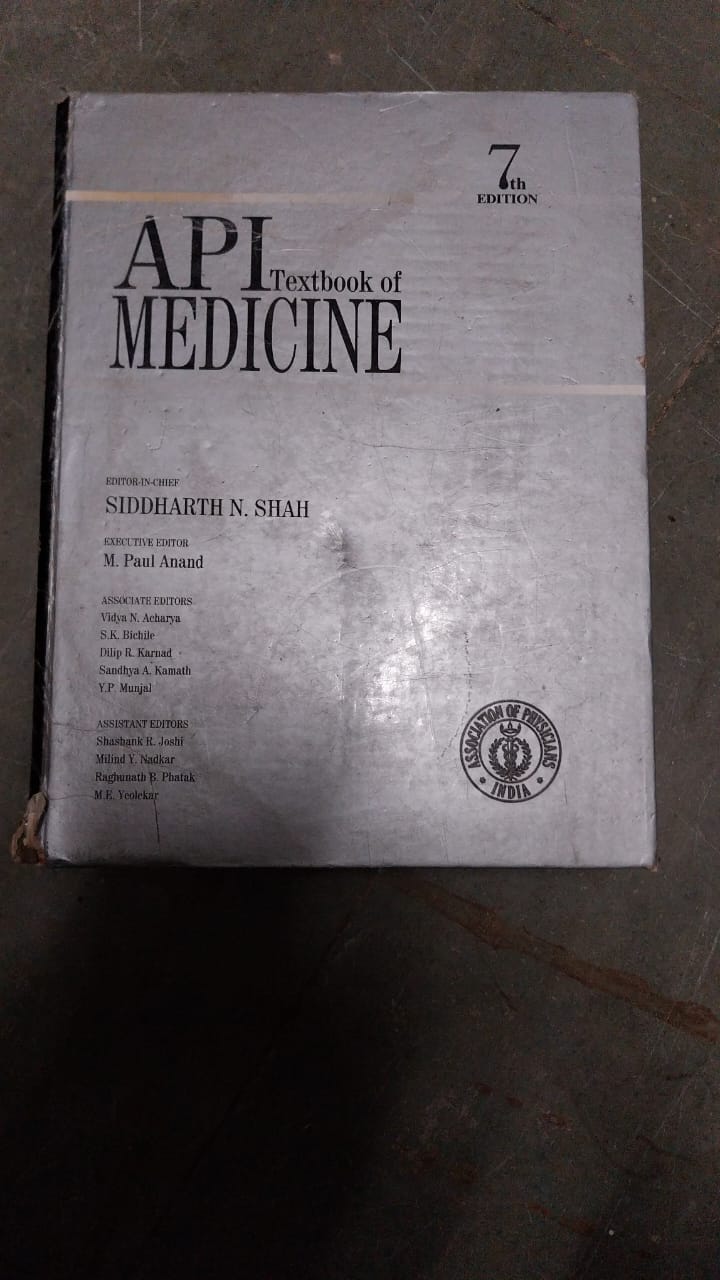 7th
EDITION
API Textbook of
MEDICINE
EDITOR-IN-CHIEF
SIDDHARTH N. SHAH
EXECUTIVE EDITOR
M. Paul Anand
ASSOCIATE EDITORS
Vidya N. Acharya
S.K. Bichile
Dilip R. Karnad
Sandhya A. Kamath
Y.P. Munjal
ASSISTANT EDITORS
Shashank R. Joshi
Milind Y. Nadkar
Raghunath B. Phatak
M.E. Yeolekar
ASSOCIATION OF PHYSICIANS
INDIA